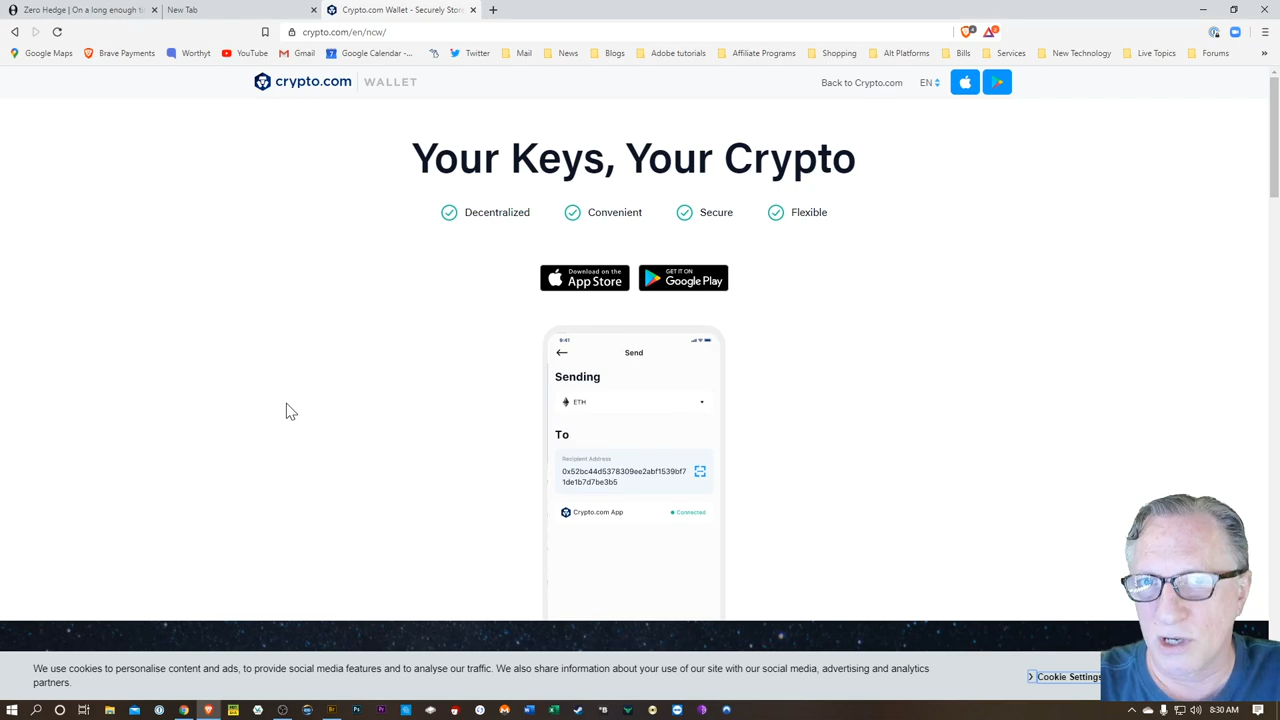 Zero Hedge | On a long enough ti
New Tab
Crypto.com Wallet - Securely Store
crypto.com/en/ncw/
Google Maps
Brave Payments
Worthyt
YouTube
Gmail
Google Calendar -...
Twitter
Mail
News
Blogs
Adobe tutorials
Affiliate Programs
Shopping
Alt Platforms
Bills
Services
New Technology
Live Topics
Forums
crypto.com | WALLET
Back to Crypto.com
EN
Your Keys, Your Crypto
Decentralized
Convenient
Secure
Flexible
Download on the
App Store
GET IT ON
Google Play
9:41
Send
Sending
ETH
To
Recipient Address
0x52bc44d5378309ee2abf1539bf7
1de1b7d7be3b5
Crypto.com App
Connected
We use cookies to personalise content and ads, to provide social media features and to analyse our traffic. We also share information about your use of our site with our social media, advertising and analytics
partners.
Cookie Settings
8:30 AM